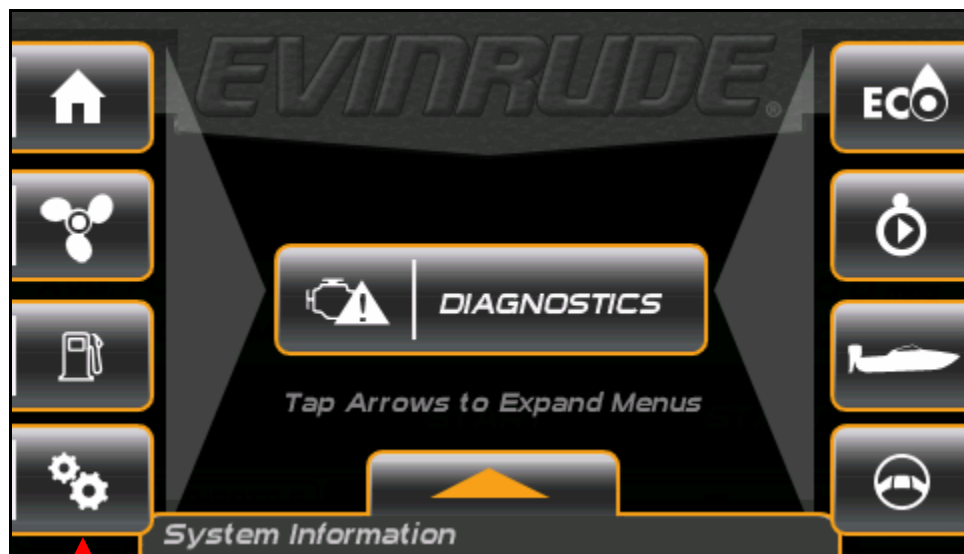 EVINRUDE®
ECO
DIAGNOSTICS
Tap Arrows to Expand Menus
System Information